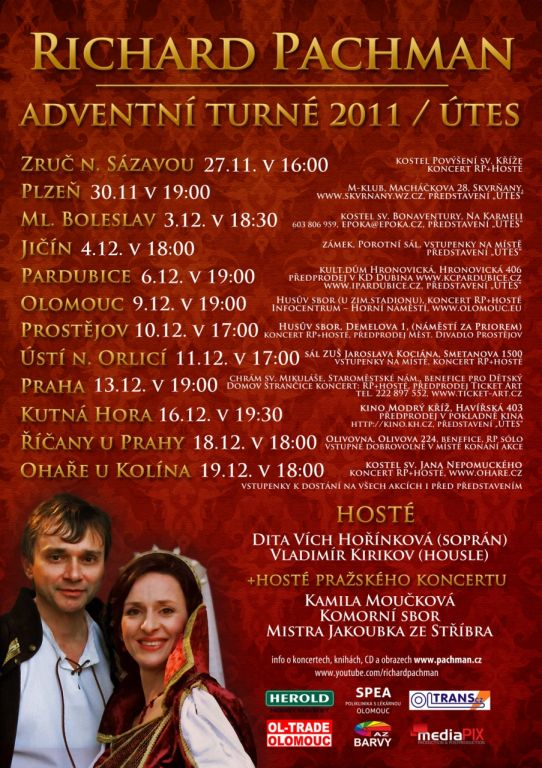 Richard Pachman
Adventní turné 2011 / Útes
Zruč n. Sázavou 27.11. v 16:00
kostel Povýšení sv. Kříže
koncert RP+hosté
Plzeň 30.11 v 19:00
M-klub, Macháčkova 28, Skvrňany,
www.skvrnany.wz.cz, představení „Útes"
Ml. Boleslav 3.12. v 18:30
kostel sv. Bonaventury, Na Karmeli
603 806 959, epoka@epoka.cz, představení „Útes"
Jičín 4.12. v 18:00
zámek, Porotní sál, vstupenky na místě
představení „Útes"
Pardubice 6.12. v 19:00
kult.dům Hronovická, Hronovická 406
předprodej v KD Dubina www.kcpardubice.cz
www.ipardubice.cz, představení „Útes"
Olomouc 9.12. v 19:00
Husův sbor (u zim.stadionu), koncert RP+hosté
Infocentrum – Horní náměstí, www.olomouc.eu
Prostějov 10.12. v 17:00
Husův sbor, Demelova 1, (náměstí za Priorem)
koncert RP+hosté, předprodej Měst. Divadlo Prostějov
Ústí n. Orlicí 11.12. v 17:00
sál ZUŠ Jaroslava Kociána, Smetanova 1500
vstupenky na místě, koncert RP+hosté
Praha 13.12. v 19:00
chrám sv. Mikuláše, Staroměstské nám., benefice pro Dětský
Domov Strančice koncert: RP+hosté, předprodej Ticket Art
tel. 222 897 552, www.ticket-art.cz
Kutná Hora 16.12. v 19:30
kino Modrý kříž, Havířská 403
předprodej v pokladně kina
http://kino.kh.cz, představení „Útes"
Říčany u Prahy 18.12. v 18:00
Olivovna, Olivova 224, benefice, RP sólo
vstupné dobrovolné v místě konání akce
Ohaře u Kolína 19.12. v 18:00
kostel sv. Jana Nepomuckého
koncert RP+hosté, www.ohare.cz
vstupenky k dostání na všech akcích i před představením
Hosté
Dita Vích Hořínková (soprán)
Vladimír Kirikov (housle)
+hosté pražského koncertu
Kamila Moučková
Komorní sbor
Mistra Jakoubka ze Stříbra
info o koncertech, knihách, CD a obrazech www.pachman.cz
www.youtube.com/richardpachman
HEROLD
SPEA
POLIKLINIKA S LÉKÁRNOU
OLOMOUC
OLTRANS
OL-TRADE
OLOMOUC
AZ
BARVY
mediaPIX
PRODUCTION & POSTPRODUCTION